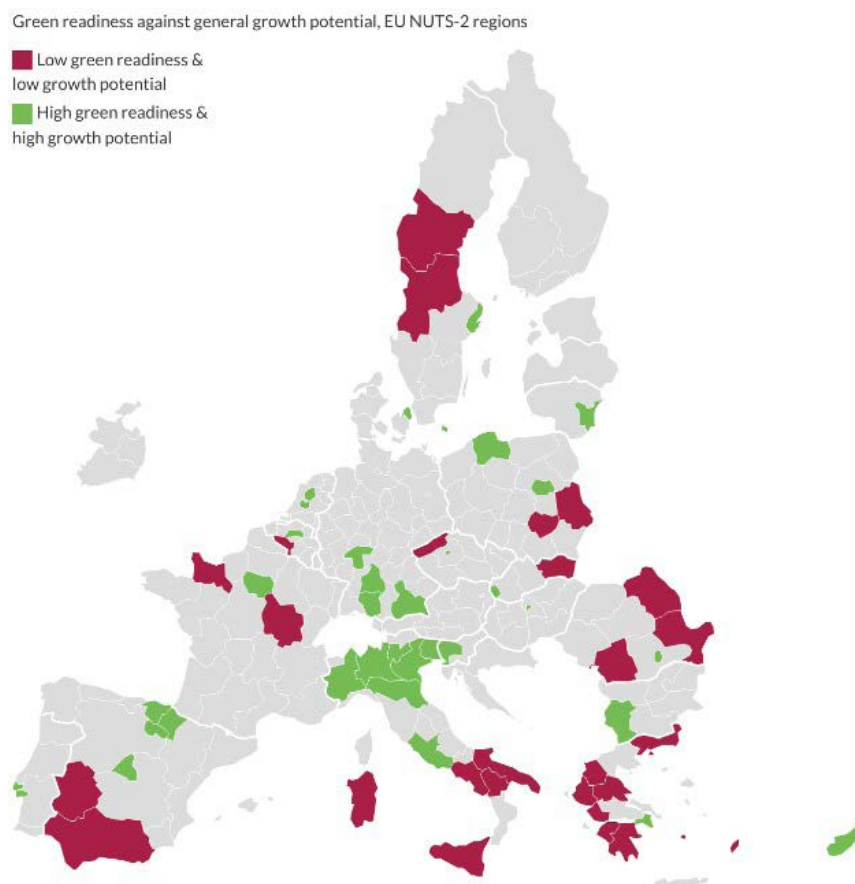 Green readiness against general growth potential, EU NUTS-2 regions
Low green readiness &
low growth potential
High green readiness &
high growth potential